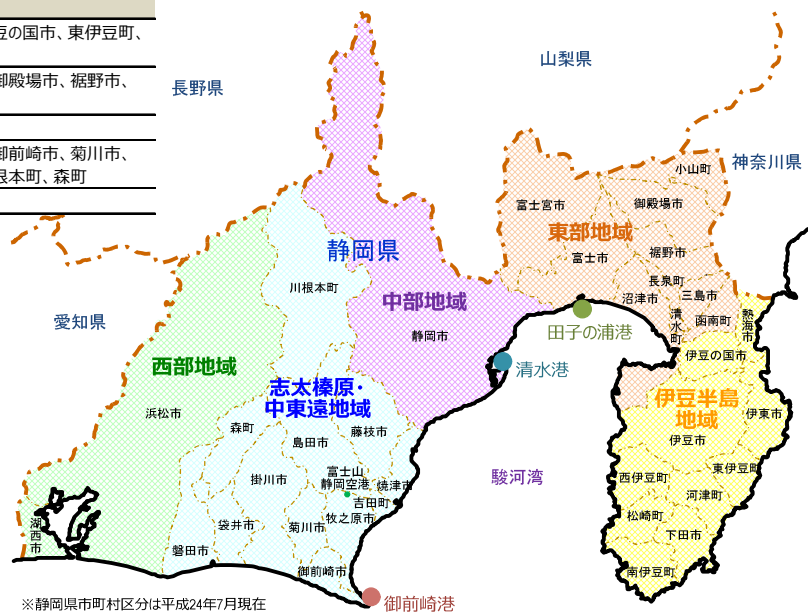 豆の国市、東伊豆町、
御殿場市、裾野市、
御前崎市、菊川市、
根本町、森町
長野県
山梨県
神奈川県
愛知県
静岡県
東部地域
小山町
富士宮市
御殿場市
富士市
裾野市
長泉町
沼津市
三島市
清水町
函南町
熱海市
中部地域
静岡市
川根本町
田子の浦港
清水港
伊豆の国市
西部地域
浜松市
湖西市
志太榛原・
中東遠地域
森町
島田市
藤枝市
掛川市
富士山
静岡空港
焼津市
吉田町
牧之原市
袋井市
菊川市
磐田市
御前崎市
駿河湾
伊豆半島
地域
伊東市
伊豆市
東伊豆町
西伊豆町
河津町
松崎町
下田市
南伊豆町
御前崎港
※静岡県市町村区分は平成24年7月現在